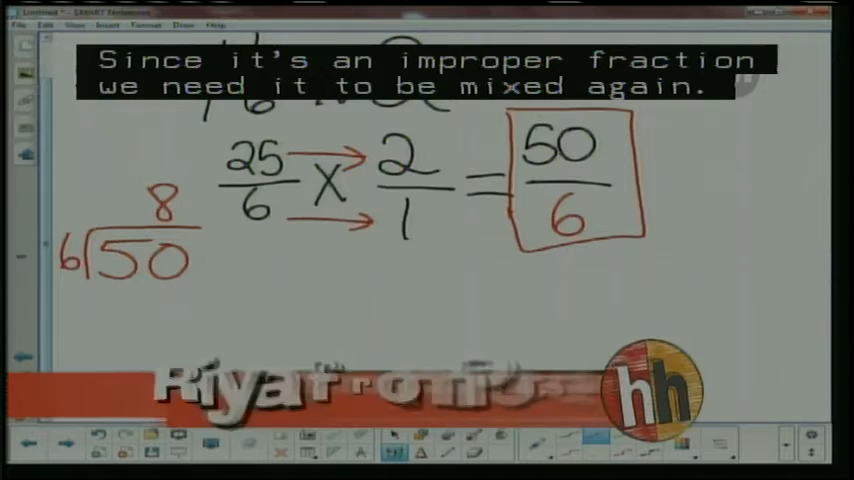 Since it's an improper fraction
we need it to be mixed again.
25/6 X 2/1 = 50/6
8
6 50
hh